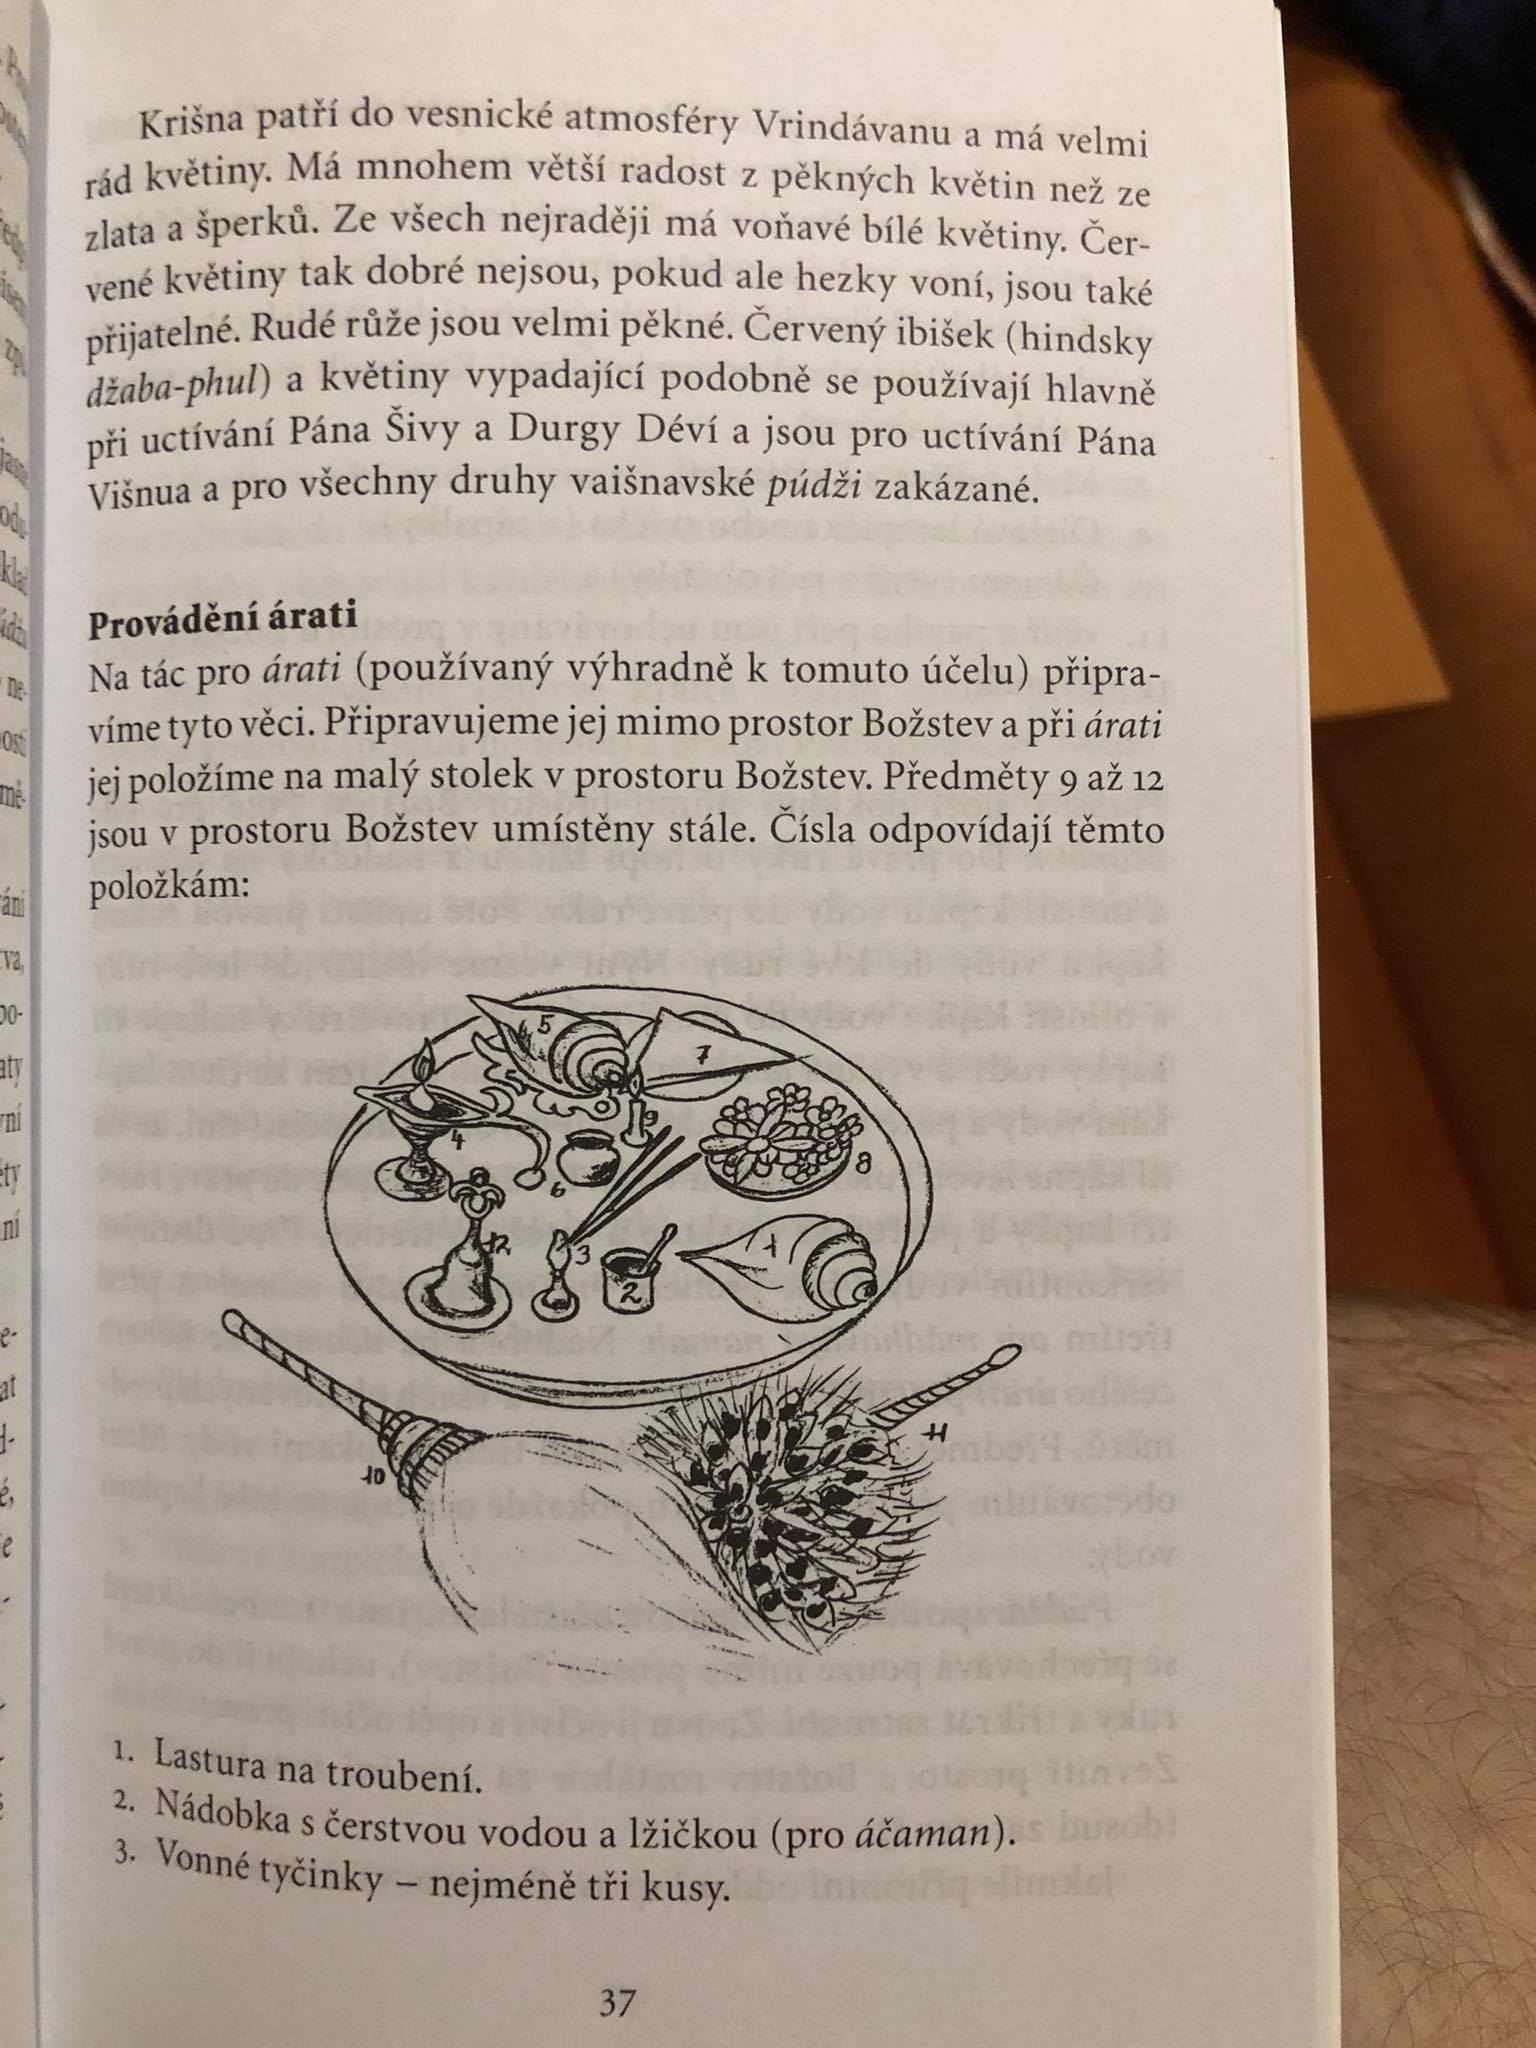 Krišna patří do vesnické atmosféry Vrindávanu a má velmi
rád květiny. Má mnohem větší radost z pěkných květin než ze
zlata a šperků. Ze všech nejraději má voňavé bílé květiny. Čer-
vené květiny tak dobré nejsou, pokud ale hezky voní, jsou také
přijatelné. Rudé růže jsou velmi pěkné. Červený ibišek (hindsky
džaba-phul) a květiny vypadající podobně se používají hlavně
při uctívání Pána Šivy a Durgy Déví a jsou pro uctívání Pána
Višnua a pro všechny druhy vaišnavské púdži zakázané.
Provádění árati
Na tác pro árati (používaný výhradně k tomuto účelu) připra-
víme tyto věci. Připravujeme jej mimo prostor Božstev a při árati
jej položíme na malý stolek v prostoru Božstev. Předměty 9 až 12
jsou v prostoru Božstev umístěny stále. Čísla odpovídají těmto
položkám:
5
7
9
4
8
6
12
3
1
2
11
10
1. Lastura na troubení.
2. Nádobka s čerstvou vodou a lžičkou (pro áčaman).
3. Vonné tyčinky – nejméně tři kusy.
37